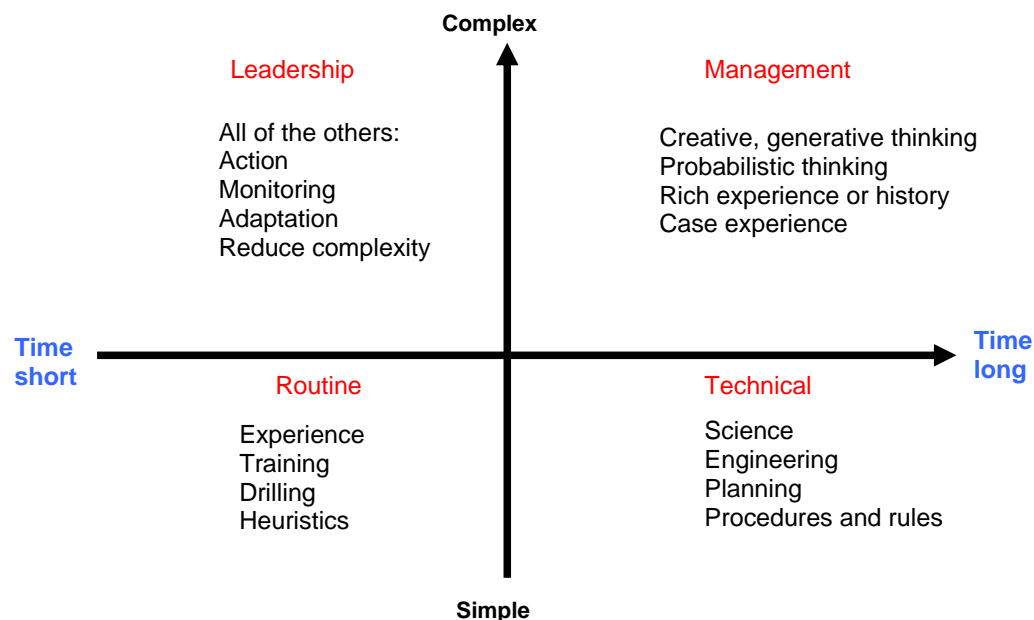 Complex
Leadership
Management
All of the others:
Action
Monitoring
Adaptation
Reduce complexity
Creative, generative thinking
Probabilistic thinking
Rich experience or history
Case experience
Time
short
Time
long
Routine
Technical
Experience
Training
Drilling
Heuristics
Science
Engineering
Planning
Procedures and rules
Simple